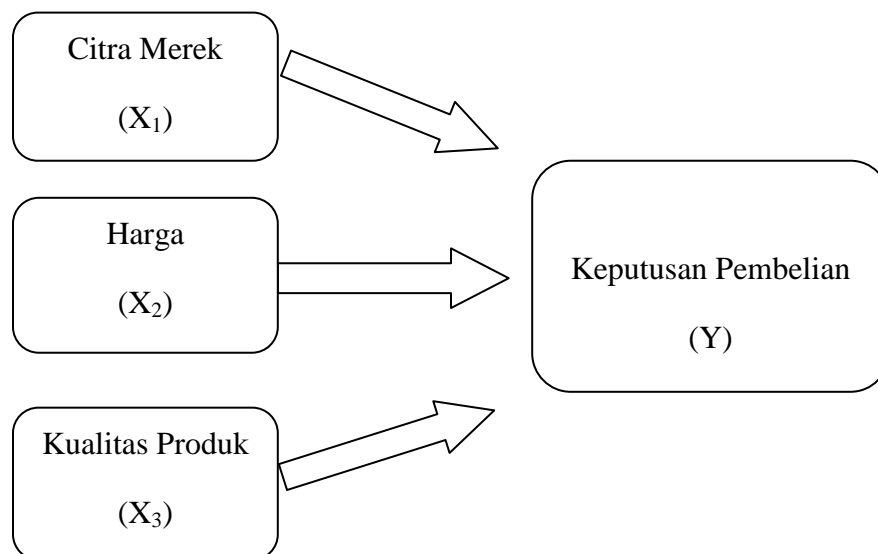 Citra Merek
(X₁)
Harga
(X₂)
Keputusan Pembelian
(Y)
Kualitas Produk
(X₃)